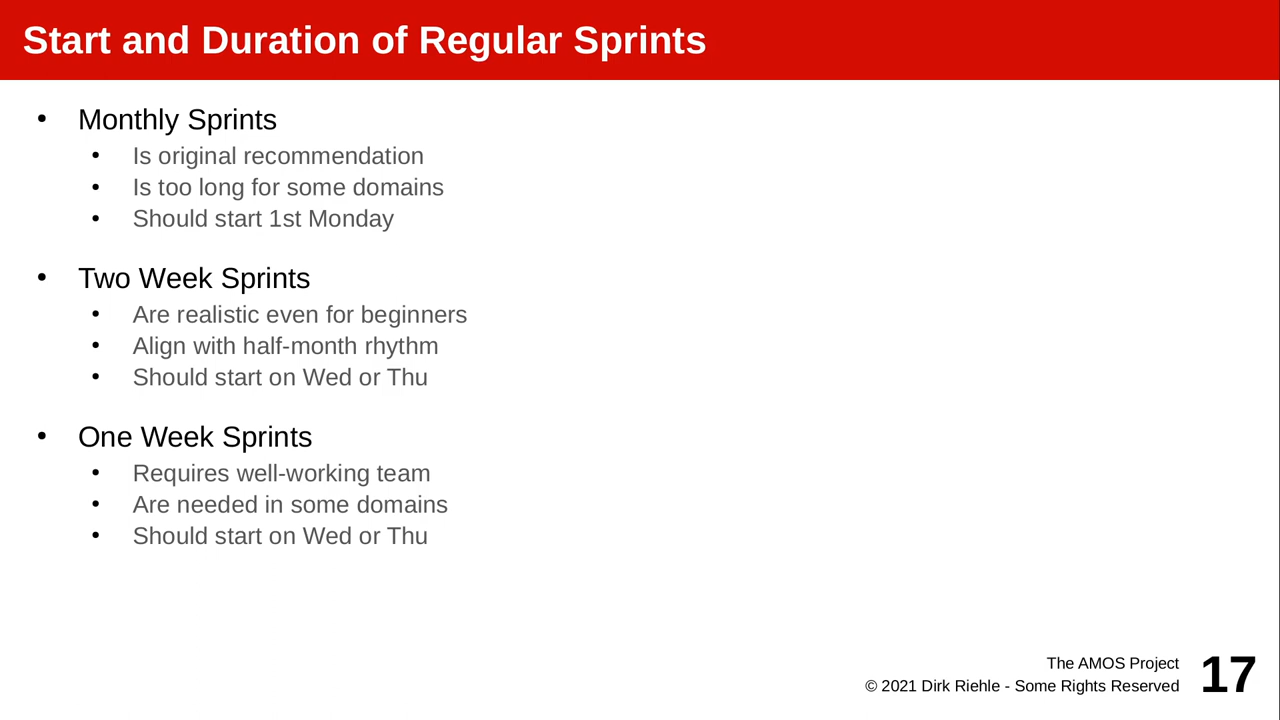 Start and Duration of Regular Sprints
• Monthly Sprints
• Is original recommendation
• Is too long for some domains
• Should start 1st Monday
• Two Week Sprints
• Are realistic even for beginners
• Align with half-month rhythm
• Should start on Wed or Thu
• One Week Sprints
• Requires well-working team
• Are needed in some domains
• Should start on Wed or Thu
The AMOS Project
© 2021 Dirk Riehle - Some Rights Reserved
17